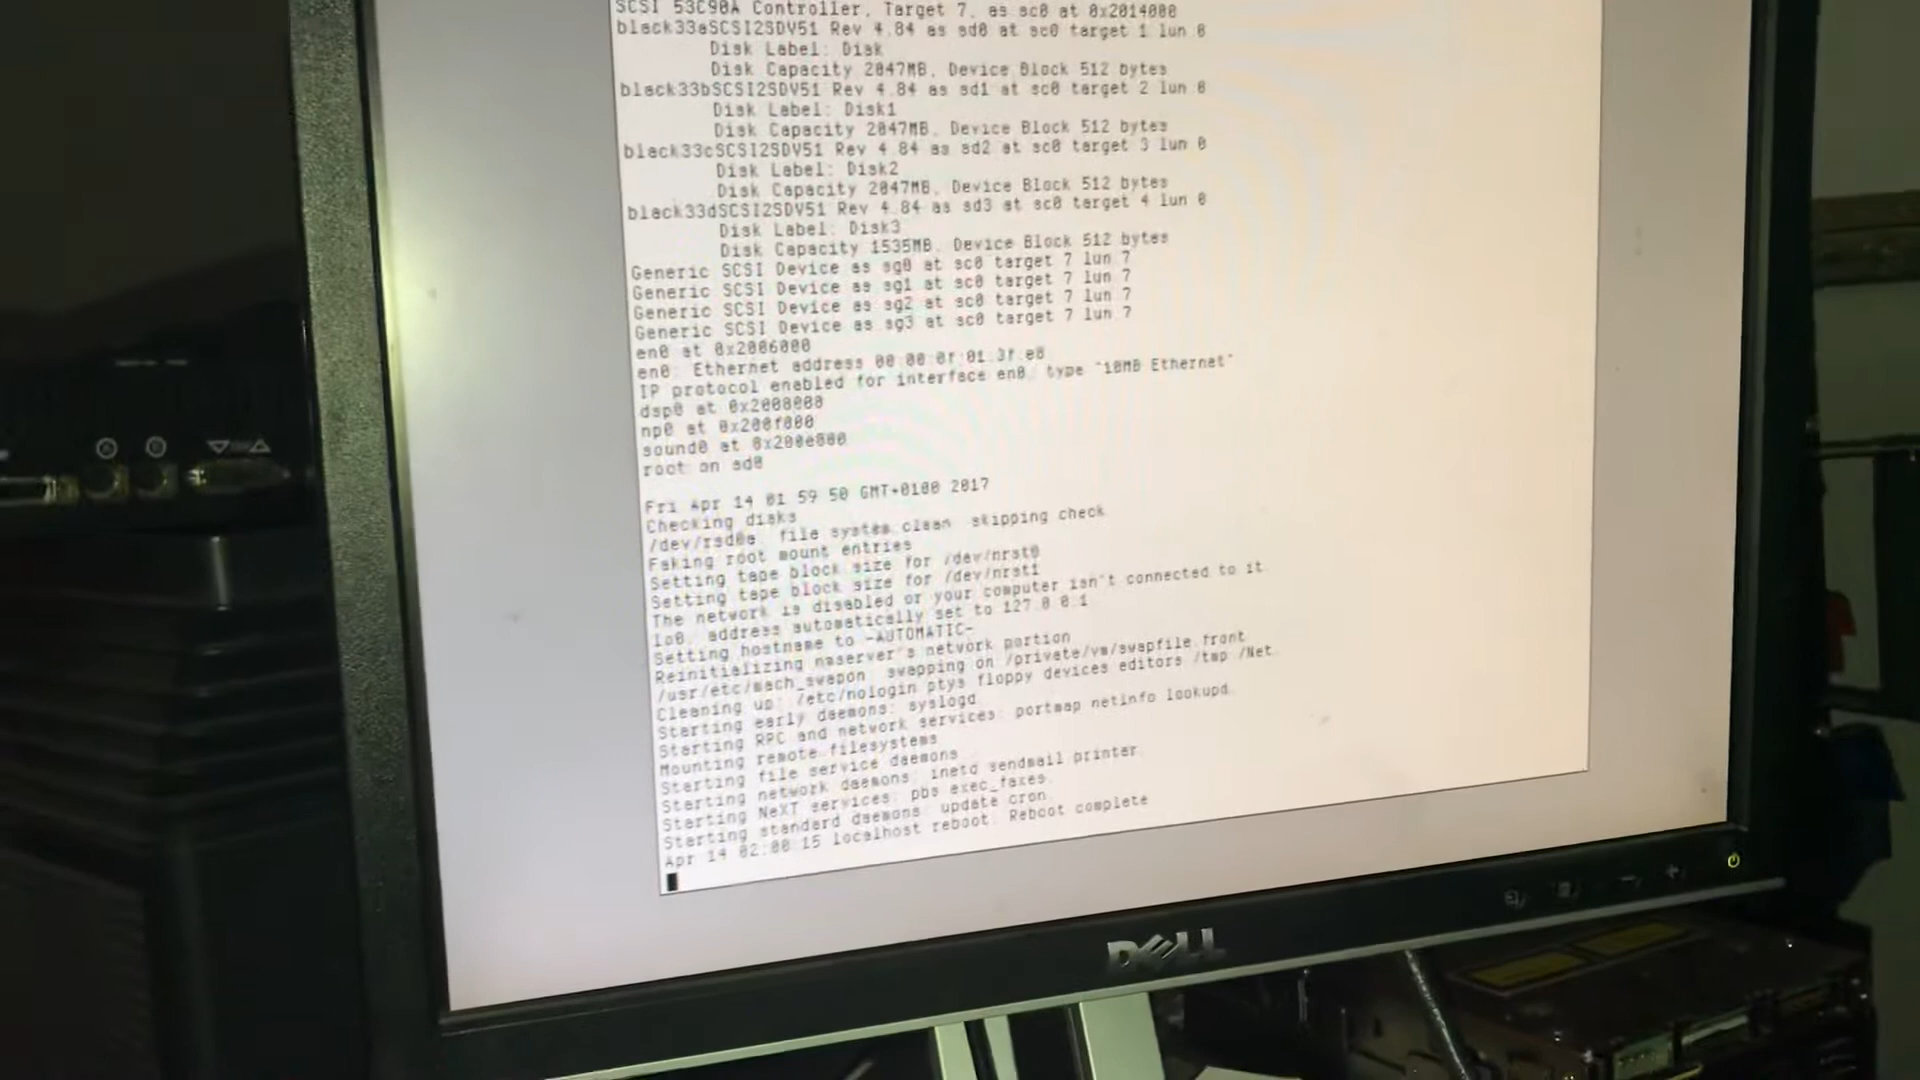 SCSI 53C90A Controller, Target 7, as sc0 at 0x2014000
black33aSCSI2SDV51 Rev 4.84 as sd0 at sc0 target 1 lun 0
Disk Label: Disk
Disk Capacity 2047MB, Device Block 512 bytes
black33bSCSI2SDV51 Rev 4.84 as sd1 at sc0 target 2 lun 0
Disk Label: Disk1
Disk Capacity 2047MB, Device Block 512 bytes
black33cSCSI2SDV51 Rev 4.84 as sd2 at sc0 target 3 lun 0
Disk Label: Disk2
Disk Capacity 2047MB, Device Block 512 bytes
black33dSCSI2SDV51 Rev 4.84 as sd3 at sc0 target 4 lun 0
Disk Label: Disk3
Disk Capacity 1535MB, Device Block 512 bytes
Generic SCSI Device as sg0 at sc0 target 7 lun 7
Generic SCSI Device as sg1 at sc0 target 7 lun 7
Generic SCSI Device as sg2 at sc0 target 7 lun 7
Generic SCSI Device as sg3 at sc0 target 7 lun 7
en0 at 0x2006000
en0: Ethernet address 00:00:0f:01:3f:e8
IP protocol enabled for interface en0, type "10MB Ethernet"
dsp0 at 0x2008000
np0 at 0x200f000
sound0 at 0x200e000
root on sd0
Fri Apr 14 01:59:50 GMT+0100 2017
Checking disks
/dev/rsd0a: file system clean skipping check
Faking root mount entries
Setting tape block size for /dev/nrst0
Setting tape block size for /dev/nrst1
The network is disabled or your computer isn't connected to it.
lo0: address automatically set to 127.0.0.1
Setting hostname to -AUTOMATIC-
Reinitializing nmserver's network portion
/usr/etc/mach_swapon: swapping on /private/vm/swapfile.front
Cleaning up: /etc/nologin ptys floppy devices editors /tmp /Net.
Starting early daemons: syslogd
Starting RPC and network services: portmap netinfo lookupd.
Mounting remote filesystems
Starting file service daemons
Starting network daemons: inetd sendmail printer.
Starting NeXT services: pbs exec_faxes.
Starting standard daemons: update cron.
Apr 14 02:00:15 localhost reboot: Reboot complete
DELL